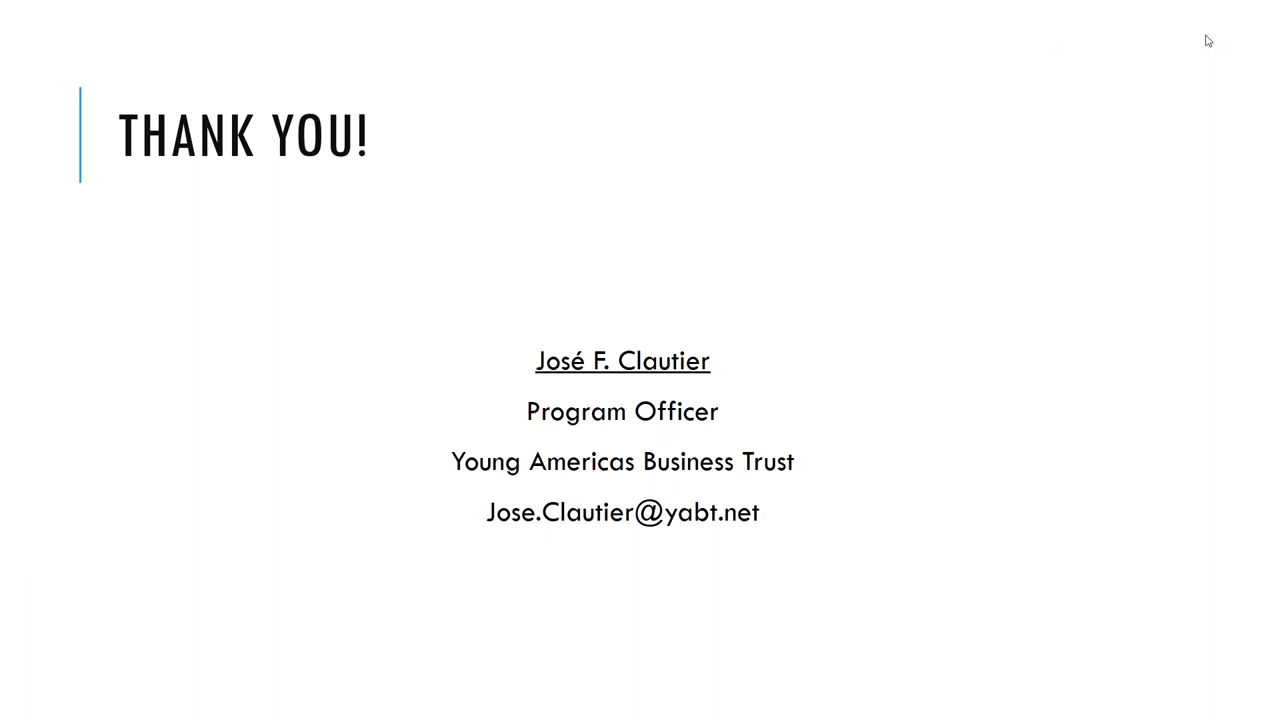 THANK YOU!
José F. Clautier
Program Officer
Young Americas Business Trust
Jose.Clautier@yabt.net